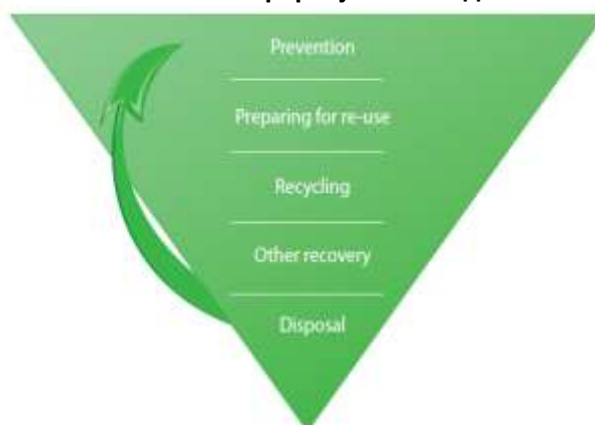 Prevention
Preparing for re-use
Recycling
Other recovery
Disposal